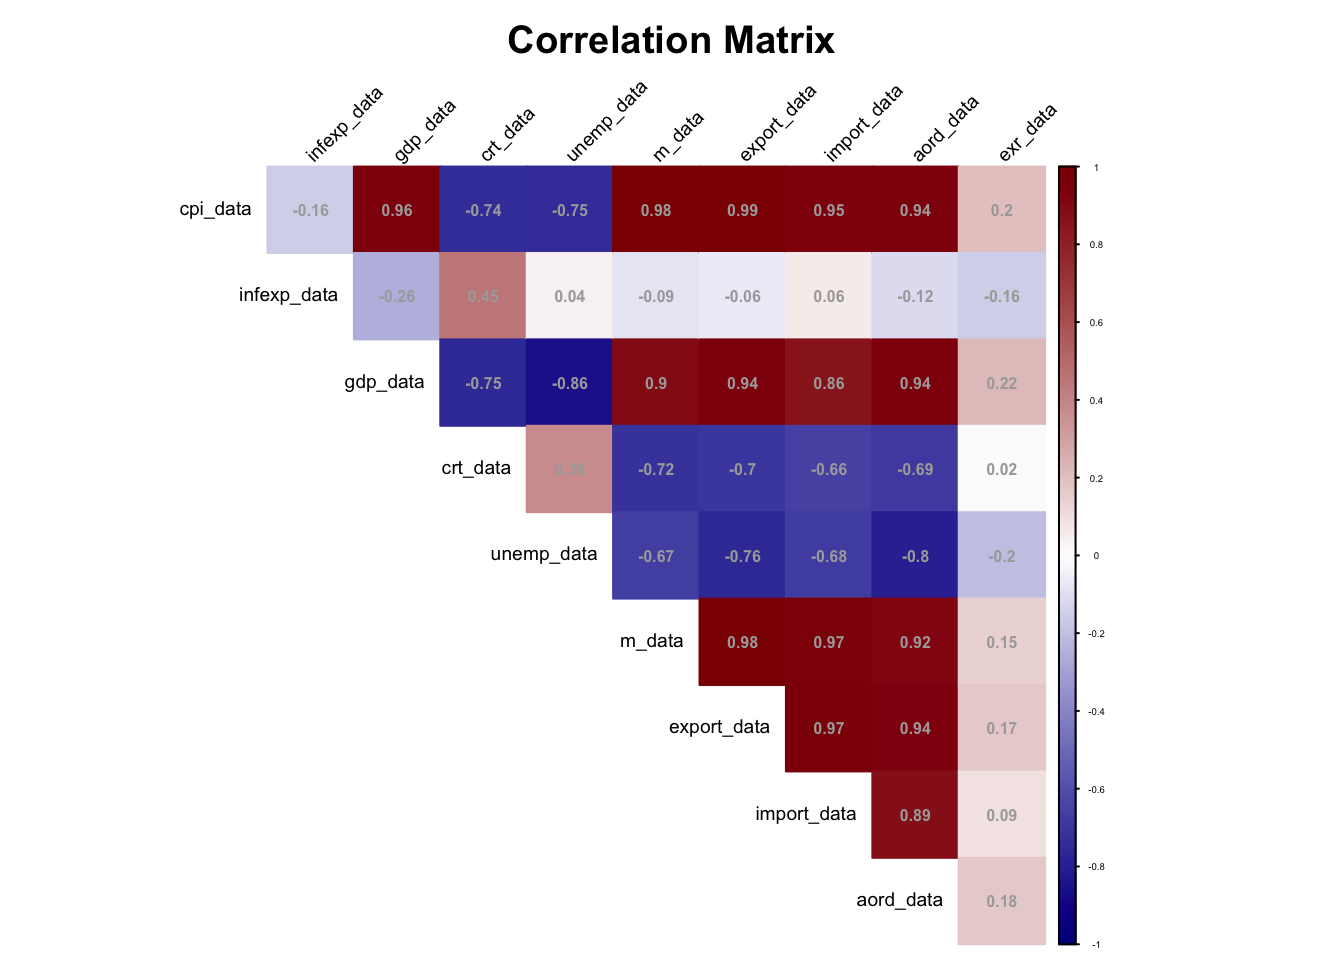 Correlation Matrix
infexp_data gdp_data crt_data unemp_data m_data export_data import_data aord_data exr_data
cpi_data -0.16 0.96 -0.74 -0.75 0.98 0.99 0.95 0.94 0.2
infexp_data -0.26 0.45 0.04 -0.09 -0.06 0.06 -0.12 -0.16
gdp_data -0.75 -0.86 0.9 0.94 0.86 0.94 0.22
crt_data -0.72 -0.7 -0.66 -0.69 0.02
unemp_data -0.67 -0.76 -0.68 -0.8 -0.2
m_data 0.98 0.97 0.92 0.15
export_data 0.97 0.94 0.17
import_data 0.89 0.09
aord_data 0.18
1
0.8
0.6
0.4
0.2
0
-0.2
-0.4
-0.6
-0.8
-1